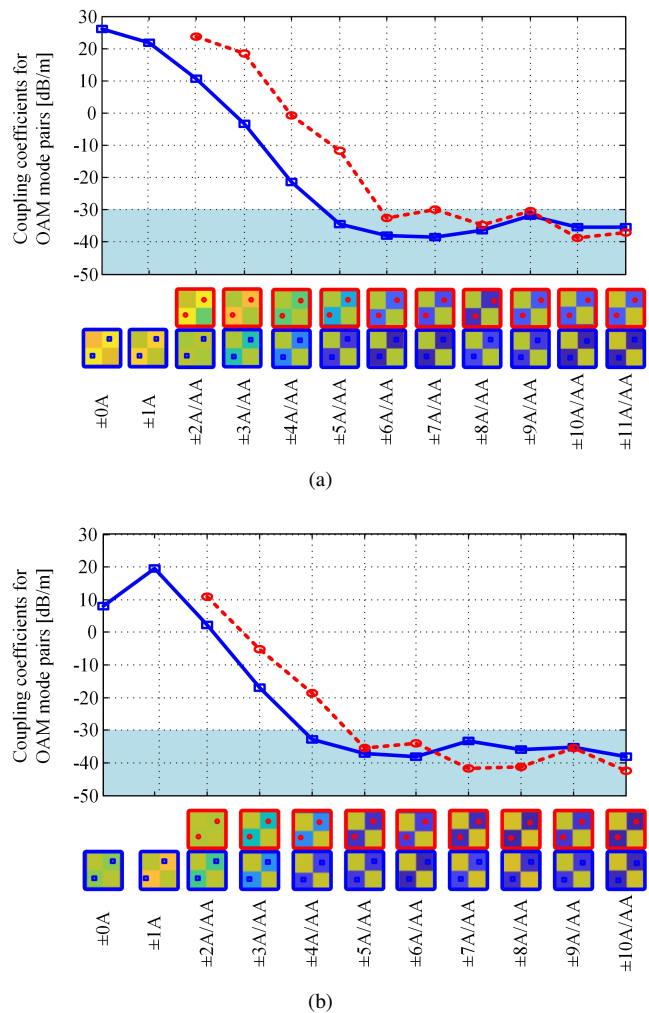 30
20
10
0
-10
-20
-30
-40
-50
Coupling coefficients for
OAM mode pairs [dB/m]
±0A
±1A
±2A/AA
±3A/AA
±4A/AA
±5A/AA
±6A/AA
±7A/AA
±8A/AA
±9A/AA
±10A/AA
±11A/AA
(a)
30
20
10
0
-10
-20
-30
-40
-50
Coupling coefficients for
OAM mode pairs [dB/m]
±0A
±1A
±2A/AA
±3A/AA
±4A/AA
±5A/AA
±6A/AA
±7A/AA
±8A/AA
±9A/AA
±10A/AA
(b)